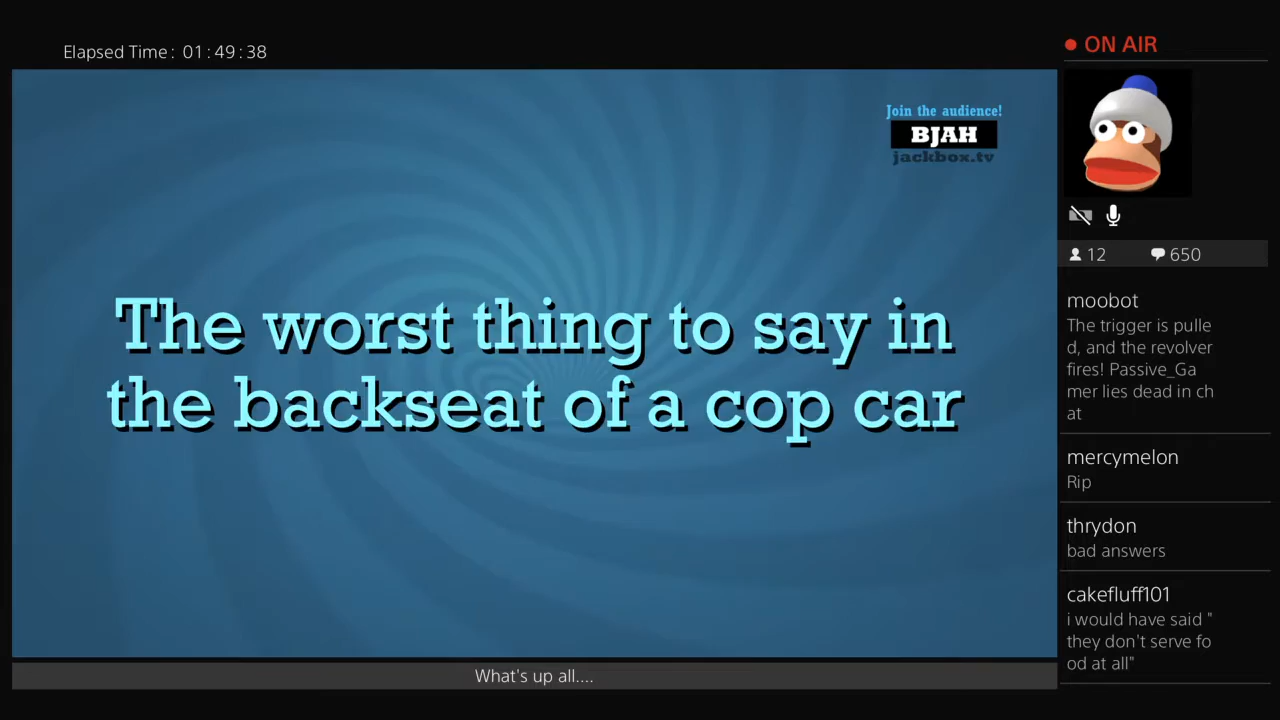 Elapsed Time: 01:49:38
ON AIR
Join the audience!
BJAH
jackbox.tv
The worst thing to say in
the backseat of a cop car
What's up all....
12 650
moobot
The trigger is pulle
d, and the revolver
fires! Passive_Ga
mer lies dead in ch
at
mercymelon
Rip
thrydon
bad answers
cakefluff101
i would have said "
they don't serve fo
od at all"